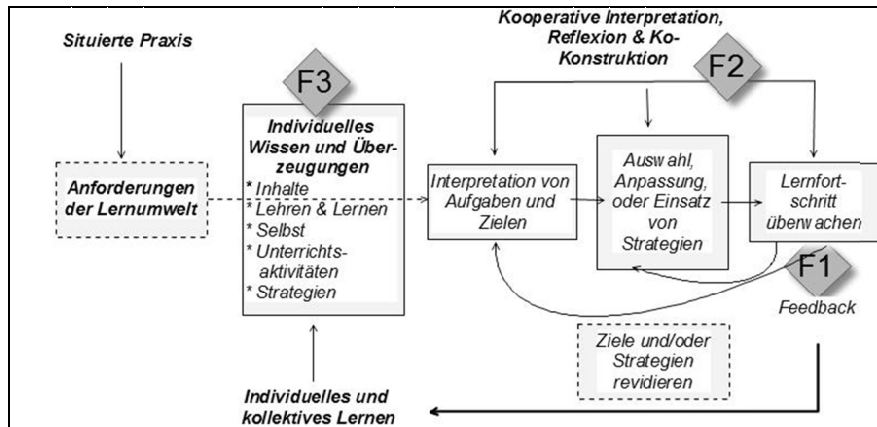 Situierte Praxis
Kooperative Interpretation,
Reflexion & Ko-
Konstruktion
F2
F3
Individuelles
Wissen und Über-
zeugungen
* Inhalte
* Lehren & Lernen
* Selbst
* Unterrichts-
aktivitäten
* Strategien
Anforderungen
der Lernumwelt
Interpretation von
Aufgaben und
Zielen
Auswahl,
Anpassung,
oder Einsatz
von
Strategien
Lernfort-
schritt
überwachen
F1
Feedback
Ziele und/oder
Strategien
revidieren
Individuelles und
kollektives Lernen